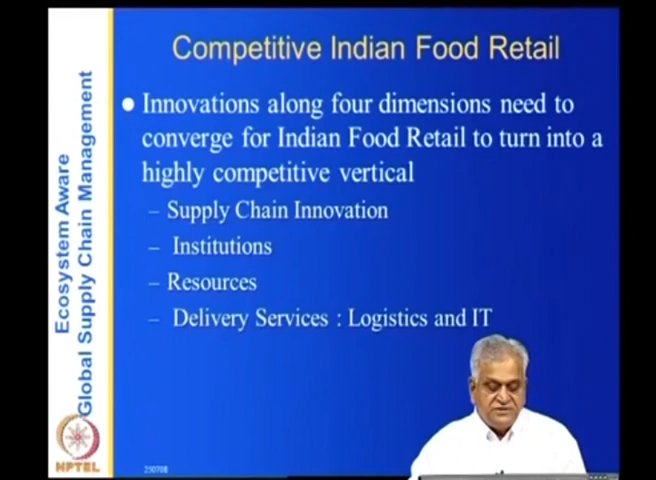 Competitive Indian Food Retail
Innovations along four dimensions need to
converge for Indian Food Retail to turn into a
highly competitive vertical
– Supply Chain Innovation
– Institutions
– Resources
– Delivery Services : Logistics and IT
Ecosystem Aware
Global Supply Chain Management
NPTEL
250708